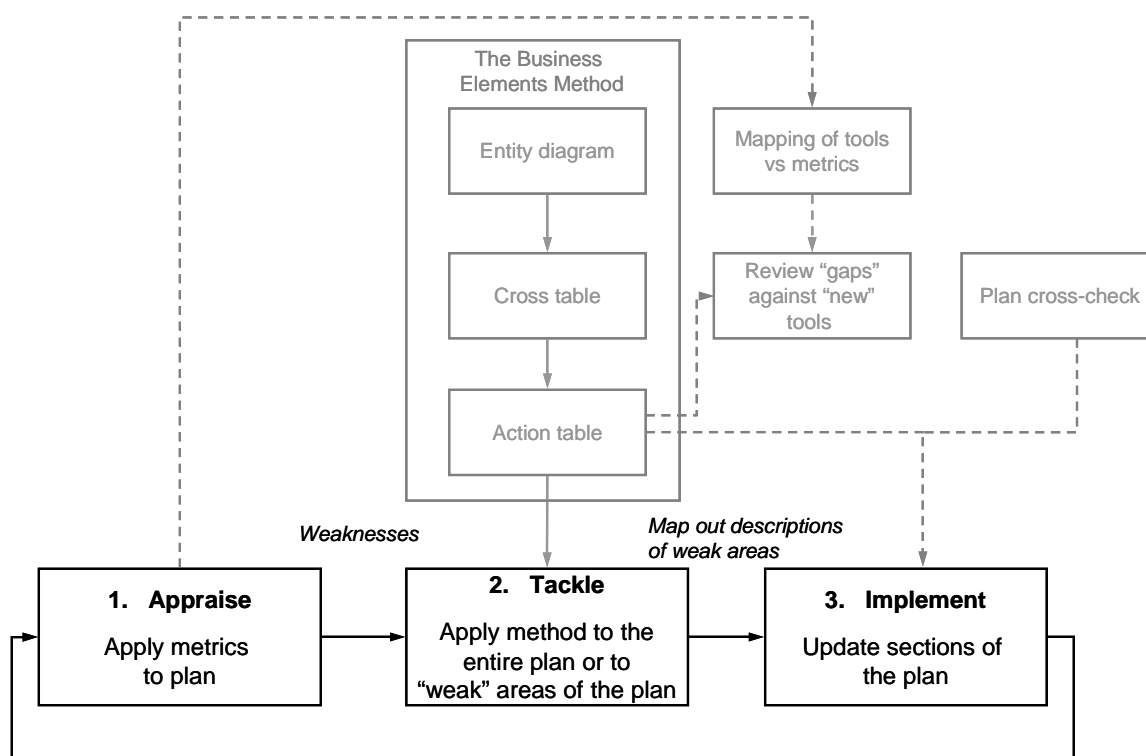 The Business
Elements Method
Entity diagram
Mapping of tools
vs metrics
Cross table
Review “gaps”
against “new”
tools
Plan cross-check
Action table
Weaknesses
Map out descriptions
of weak areas
1. Appraise
Apply metrics
to plan
2. Tackle
Apply method to the
entire plan or to
“weak” areas of the plan
3. Implement
Update sections of
the plan